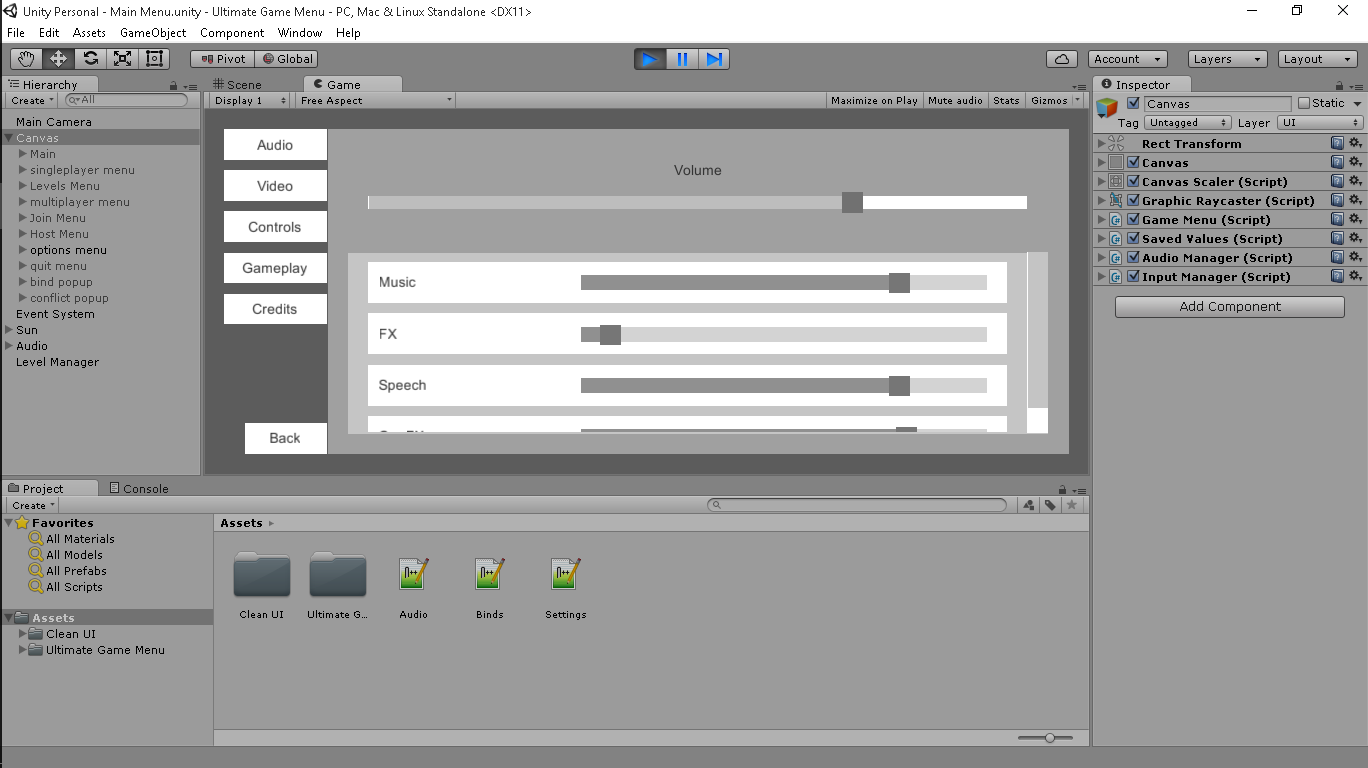 Unity Personal - Main Menu.unity - Ultimate Game Menu - PC, Mac & Linux Standalone <DX11>
File Edit Assets GameObject Component Window Help
Pivot Global Account Layers Layout
Hierarchy
Create All
Main Camera
Canvas
Main
singleplayer menu
Levels Menu
multiplayer menu
Join Menu
Host Menu
options menu
quit menu
bind popup
conflict popup
Event System
Sun
Audio
Level Manager
Scene Game
Display 1 Free Aspect Maximize on Play Mute audio Stats Gizmos
Audio
Video
Controls
Gameplay
Credits
Back
Volume
Music
FX
Speech
Inspector
Canvas Static
Tag Untagged Layer UI
Rect Transform
Canvas
Canvas Scaler (Script)
Graphic Raycaster (Script)
Game Menu (Script)
Saved Values (Script)
Audio Manager (Script)
Input Manager (Script)
Add Component
Project Console
Create
Favorites
All Materials
All Models
All Prefabs
All Scripts
Assets
Clean UI
Ultimate Game Menu
Assets
Clean UI Ultimate G... Audio Binds Settings